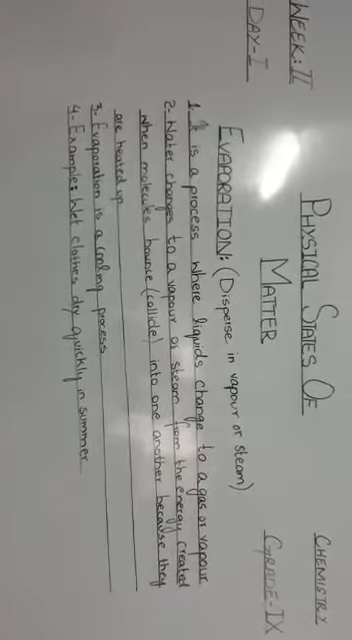 WEEK: II
DAY-I
PHYSICAL STATES OF
MATTER
CHEMISTRY
GRADE-IX
EVAPORATION: (Disperse in vapour or steam)
1. It is a process where liquids change to a gas or vapour
2- Water changes to a vapour or steam from the energy created
when molecules bounce (collide) into one another because they
are heated up
3. Evaporation is a cooling process
4- Example: Wet clothes dry quickly in summer